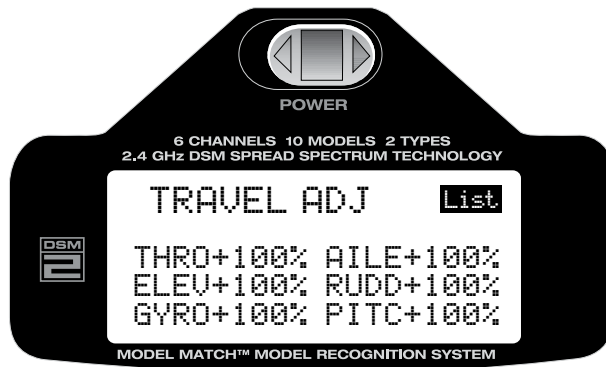 POWER
6 CHANNELS 10 MODELS 2 TYPES
2.4 GHz DSM SPREAD SPECTRUM TECHNOLOGY
TRAVEL ADJ List
DSM
2
THRO+100% AILE+100%
ELEV+100% RUDD+100%
GYRO+100% PITC+100%
MODEL MATCH™ MODEL RECOGNITION SYSTEM